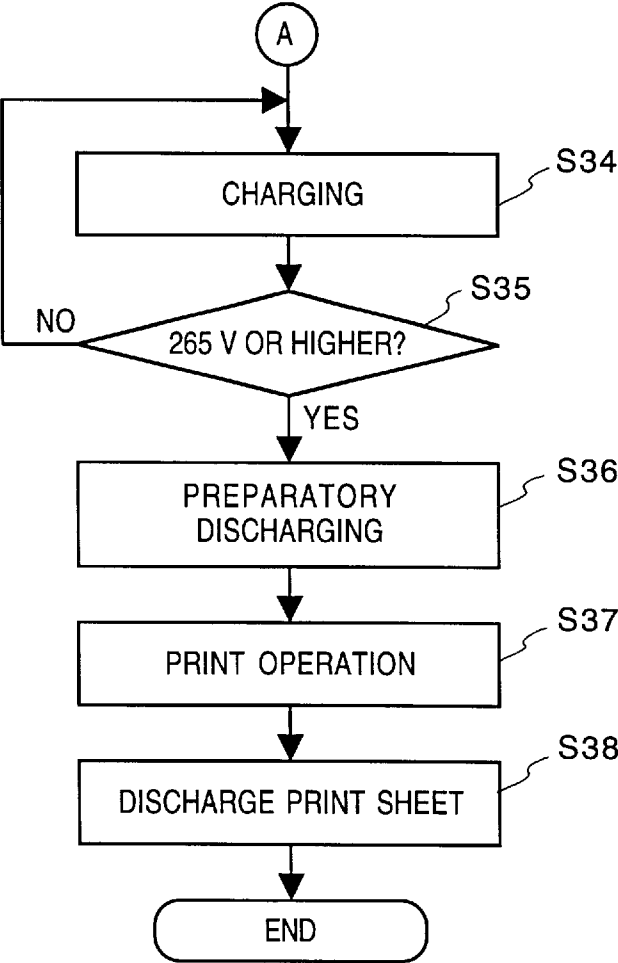 A
CHARGING
S34
S35
NO
265 V OR HIGHER?
YES
S36
PREPARATORY
DISCHARGING
S37
PRINT OPERATION
S38
DISCHARGE PRINT SHEET
END